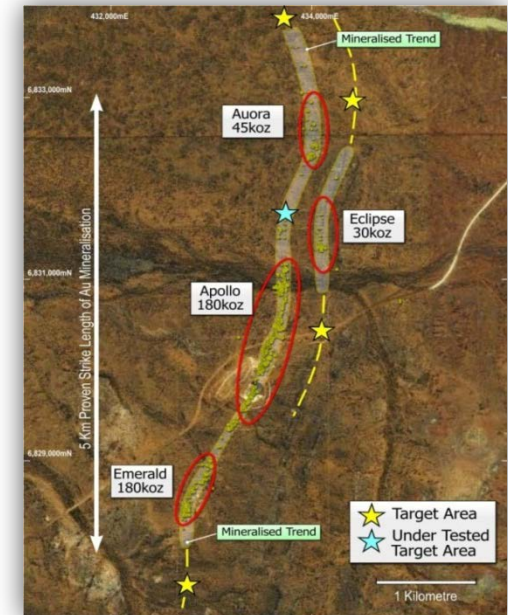 432,000mE
434,000mE
Mineralised Trend
6,833,000mN
Auora
45koz
Eclipse
30koz
6,831,000mN
Apollo
180koz
5 Km Proven Strike Length of Au Mineralisation
6,829,000mN
Emerald
180koz
Mineralised Trend
Target Area
Under Tested
Target Area
1 Kilometre